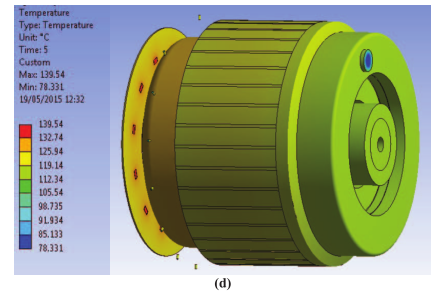 Temperature
Type: Temperature
Unit: °C
Time: 5
Custom
Max: 139.54
Min: 78.331
19/05/2015 12:32
139.54
132.74
125.94
119.14
112.34
105.54
98.735
91.934
85.133
78.331
(d)